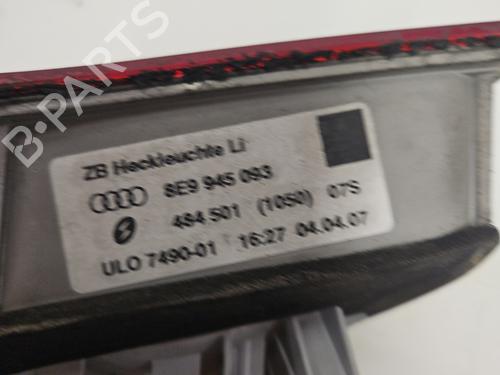 ZB Heckleuchte Li
8E9 945 093
484 501 (1050) 07S
ULO 7490-01 16:27 04.04.07
B-PARTS